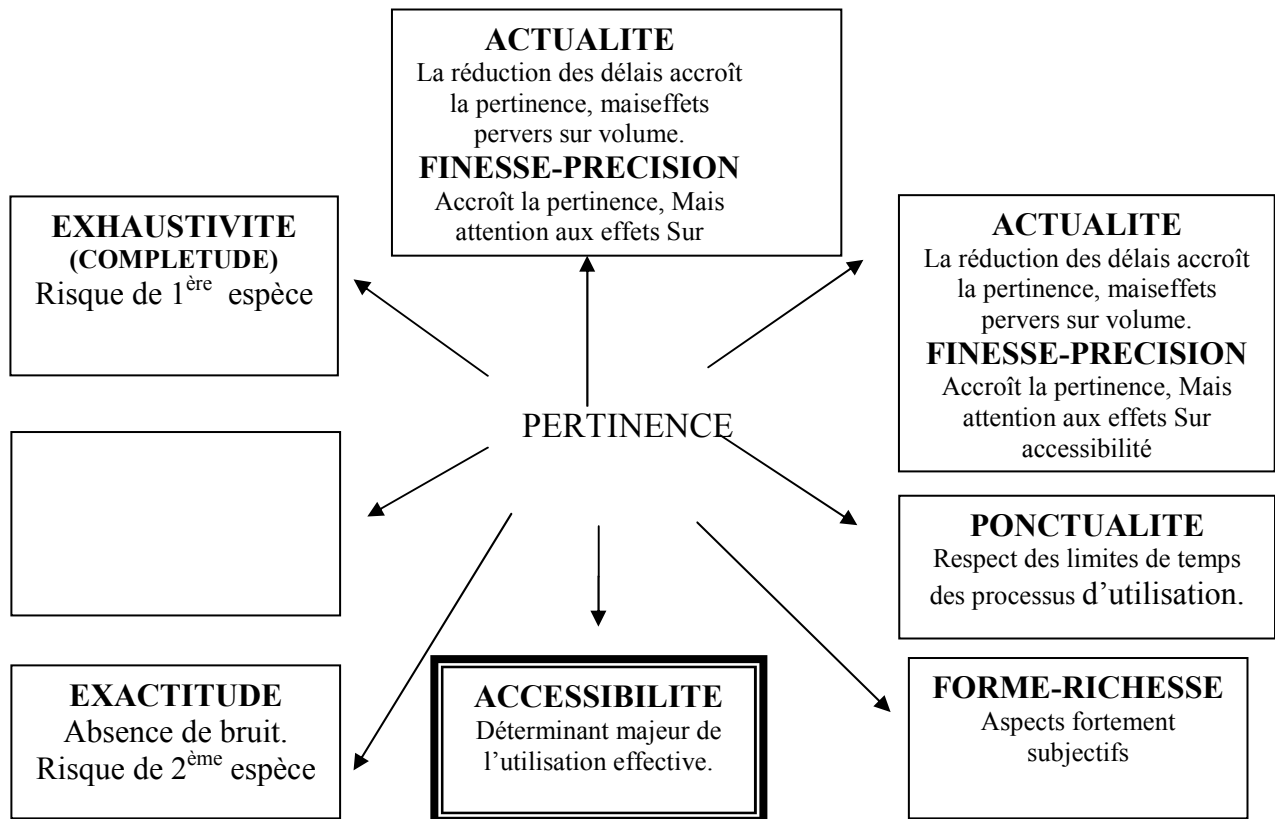 ACTUALITE
La réduction des délais accroît
la pertinence, maiseffets
pervers sur volume.
FINESSE-PRECISION
Accroît la pertinence, Mais
attention aux effets Sur
EXHAUSTIVITE
(COMPLETUDE)
Risque de 1ère espèce
ACTUALITE
La réduction des délais accroît
la pertinence, maiseffets
pervers sur volume.
FINESSE-PRECISION
Accroît la pertinence, Mais
attention aux effets Sur
accessibilité
PERTINENCE
PONCTUALITE
Respect des limites de temps
des processus d’utilisation.
EXACTITUDE
Absence de bruit.
Risque de 2ème espèce
ACCESSIBILITE
Déterminant majeur de
l’utilisation effective.
FORME-RICHESSE
Aspects fortement
subjectifs